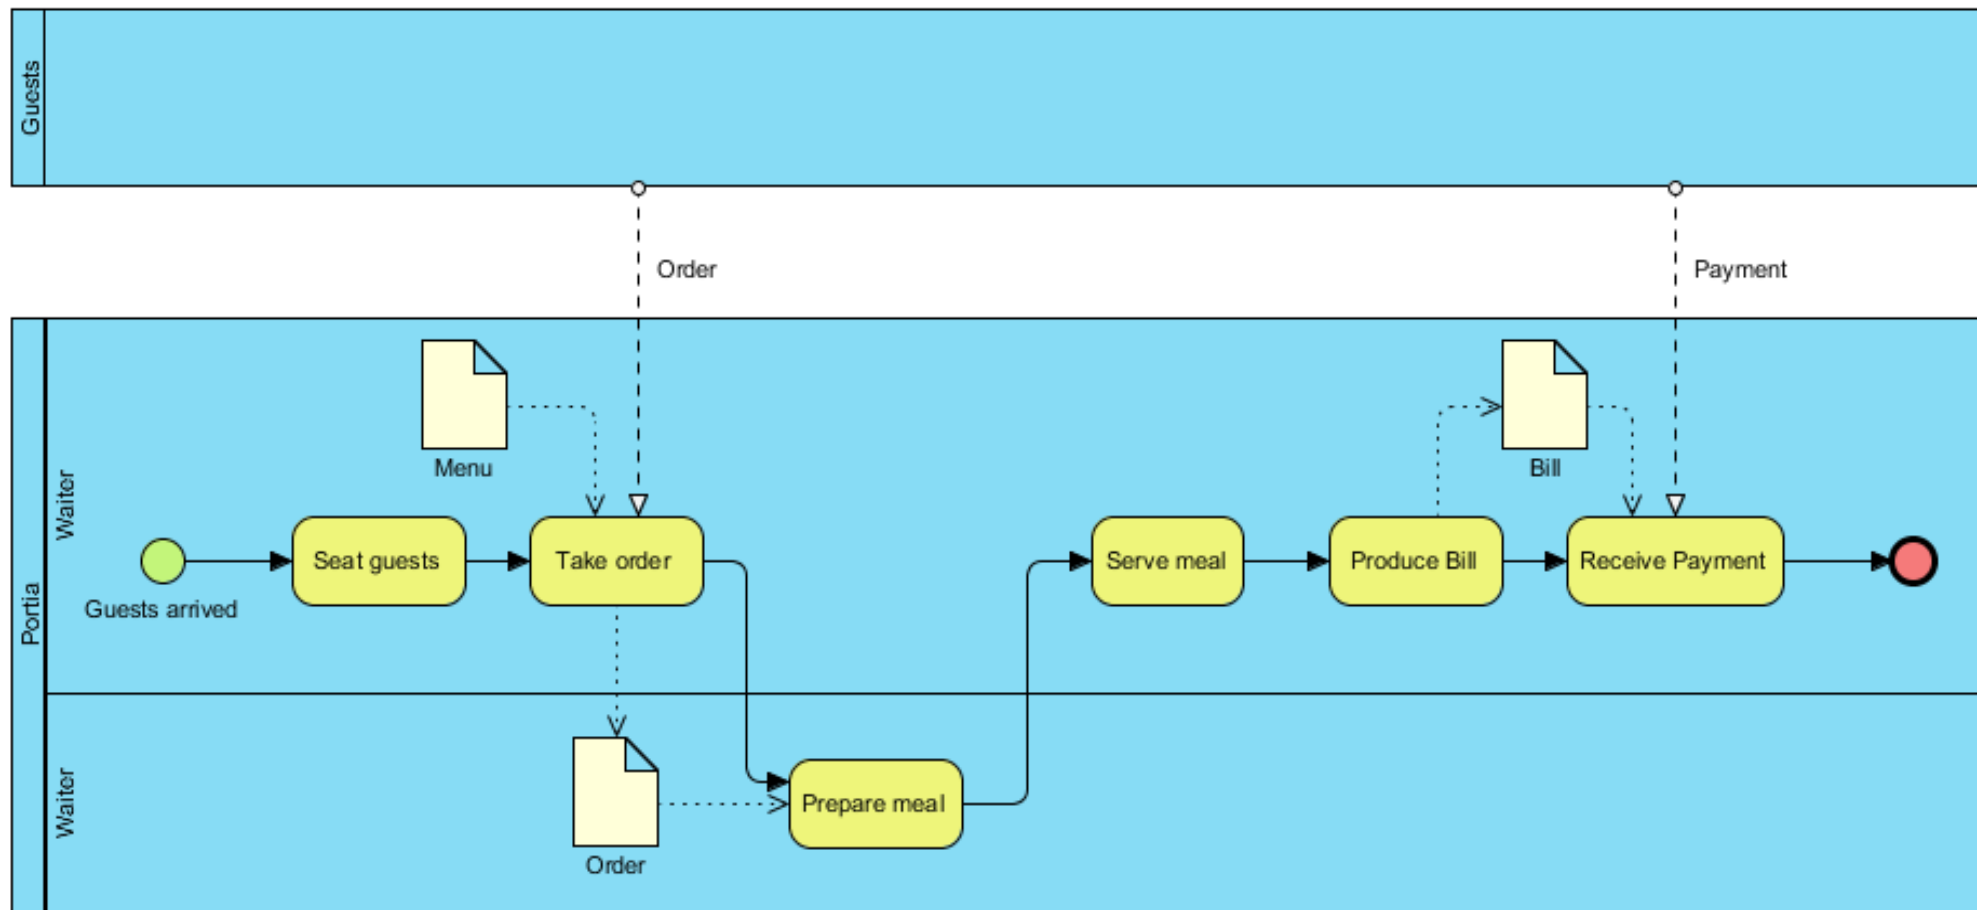 Guests
Order
Payment
Portia
Waiter
Menu
Bill
Guests arrived
Seat guests
Take order
Serve meal
Produce Bill
Receive Payment
Waiter
Order
Prepare meal